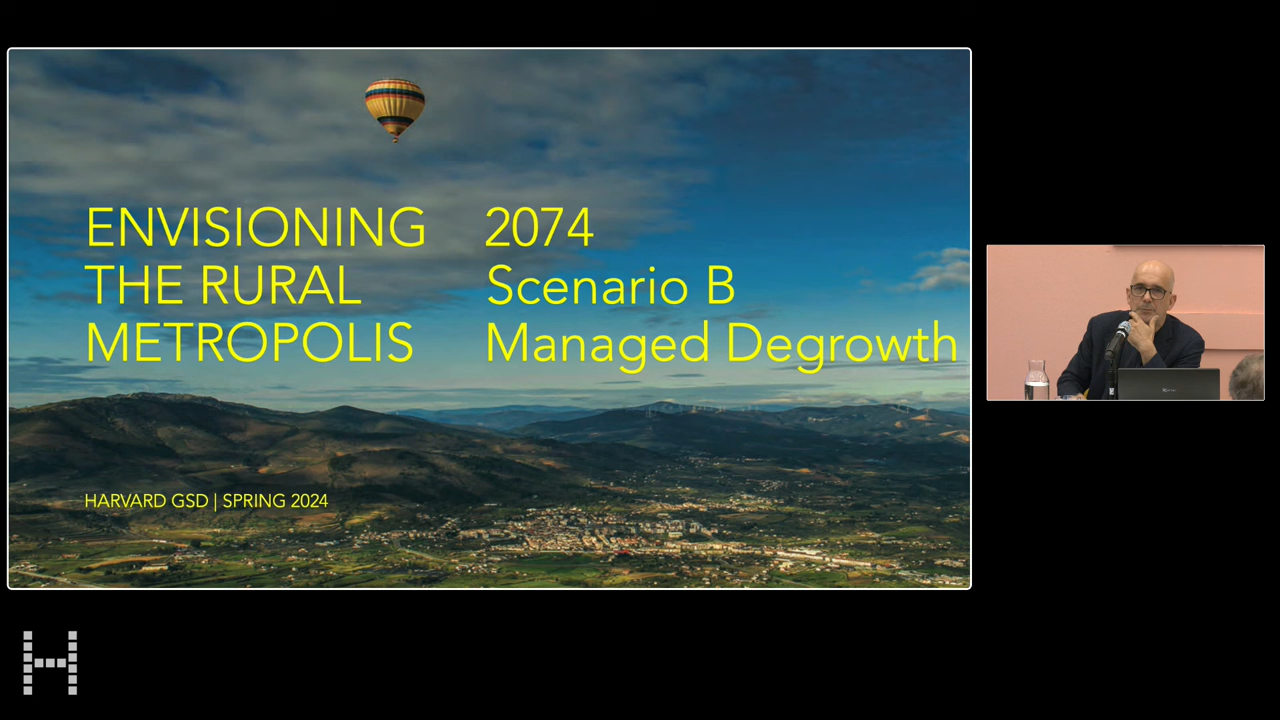 ENVISIONING
THE RURAL
METROPOLIS
2074
Scenario B
Managed Degrowth
HARVARD GSD | SPRING 2024
H